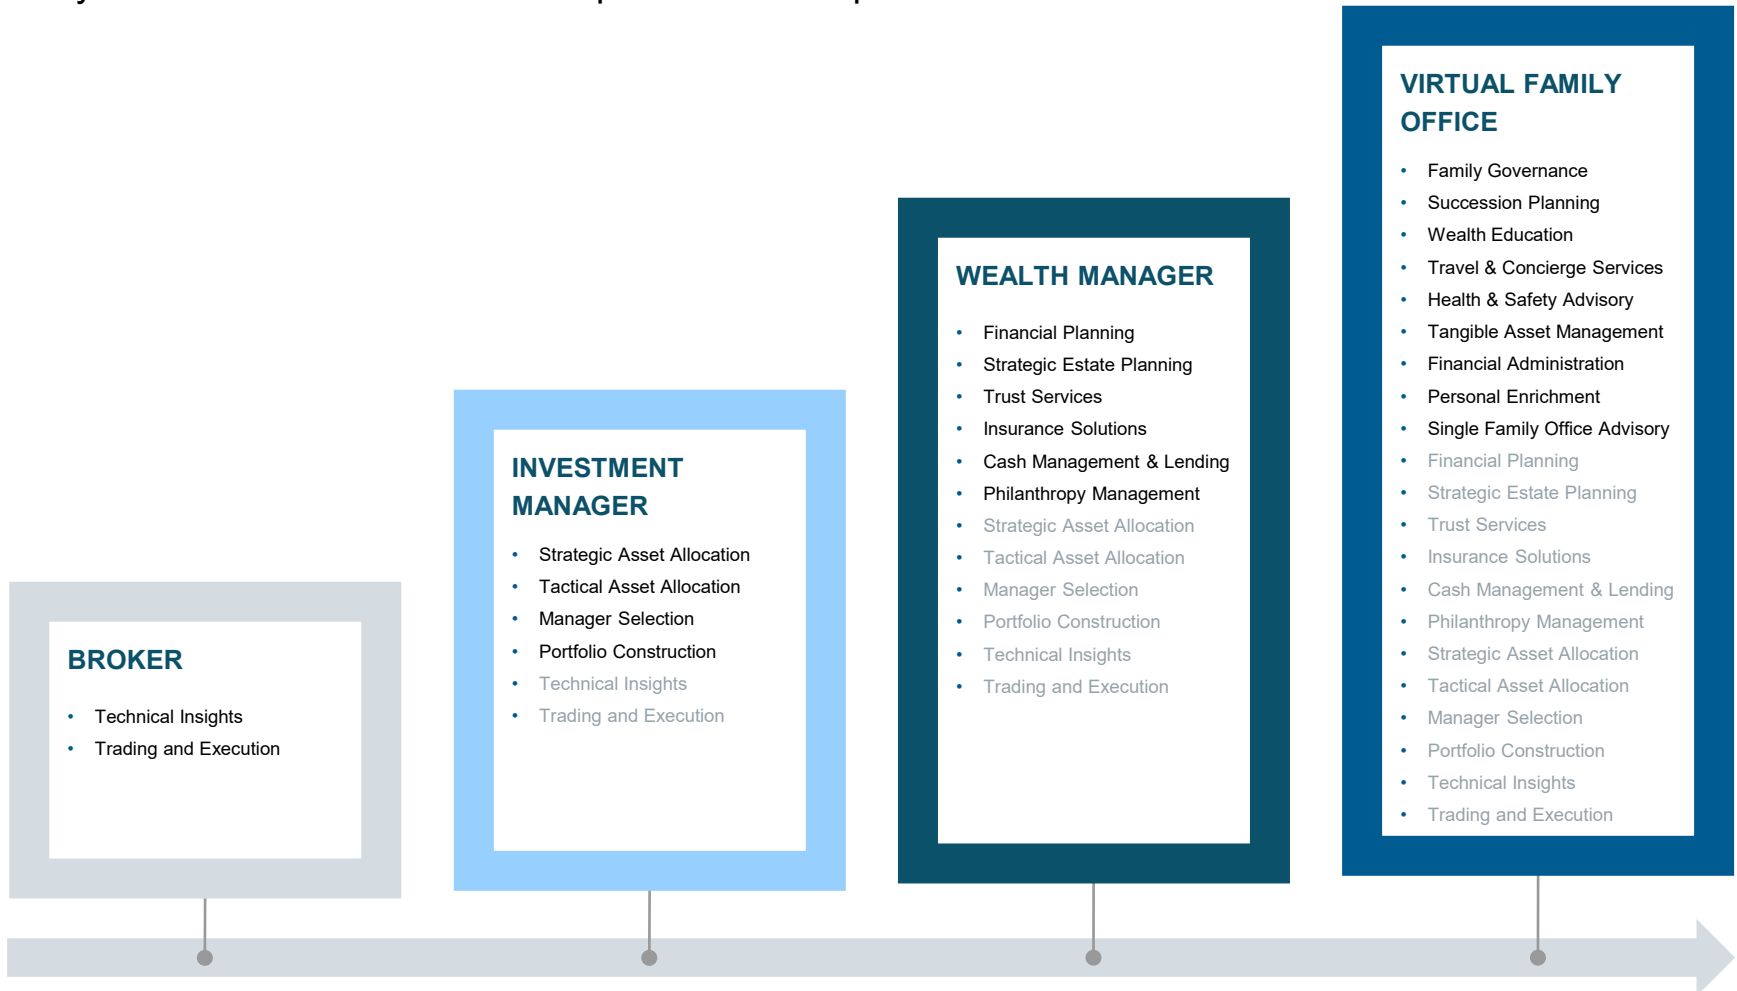 BROKER
• Technical Insights
• Trading and Execution
INVESTMENT
MANAGER
• Strategic Asset Allocation
• Tactical Asset Allocation
• Manager Selection
• Portfolio Construction
• Technical Insights
• Trading and Execution
WEALTH MANAGER
• Financial Planning
• Strategic Estate Planning
• Trust Services
• Insurance Solutions
• Cash Management & Lending
• Philanthropy Management
• Strategic Asset Allocation
• Tactical Asset Allocation
• Manager Selection
• Portfolio Construction
• Technical Insights
• Trading and Execution
VIRTUAL FAMILY
OFFICE
• Family Governance
• Succession Planning
• Wealth Education
• Travel & Concierge Services
• Health & Safety Advisory
• Tangible Asset Management
• Financial Administration
• Personal Enrichment
• Single Family Office Advisory
• Financial Planning
• Strategic Estate Planning
• Trust Services
• Insurance Solutions
• Cash Management & Lending
• Philanthropy Management
• Strategic Asset Allocation
• Tactical Asset Allocation
• Manager Selection
• Portfolio Construction
• Technical Insights
• Trading and Execution